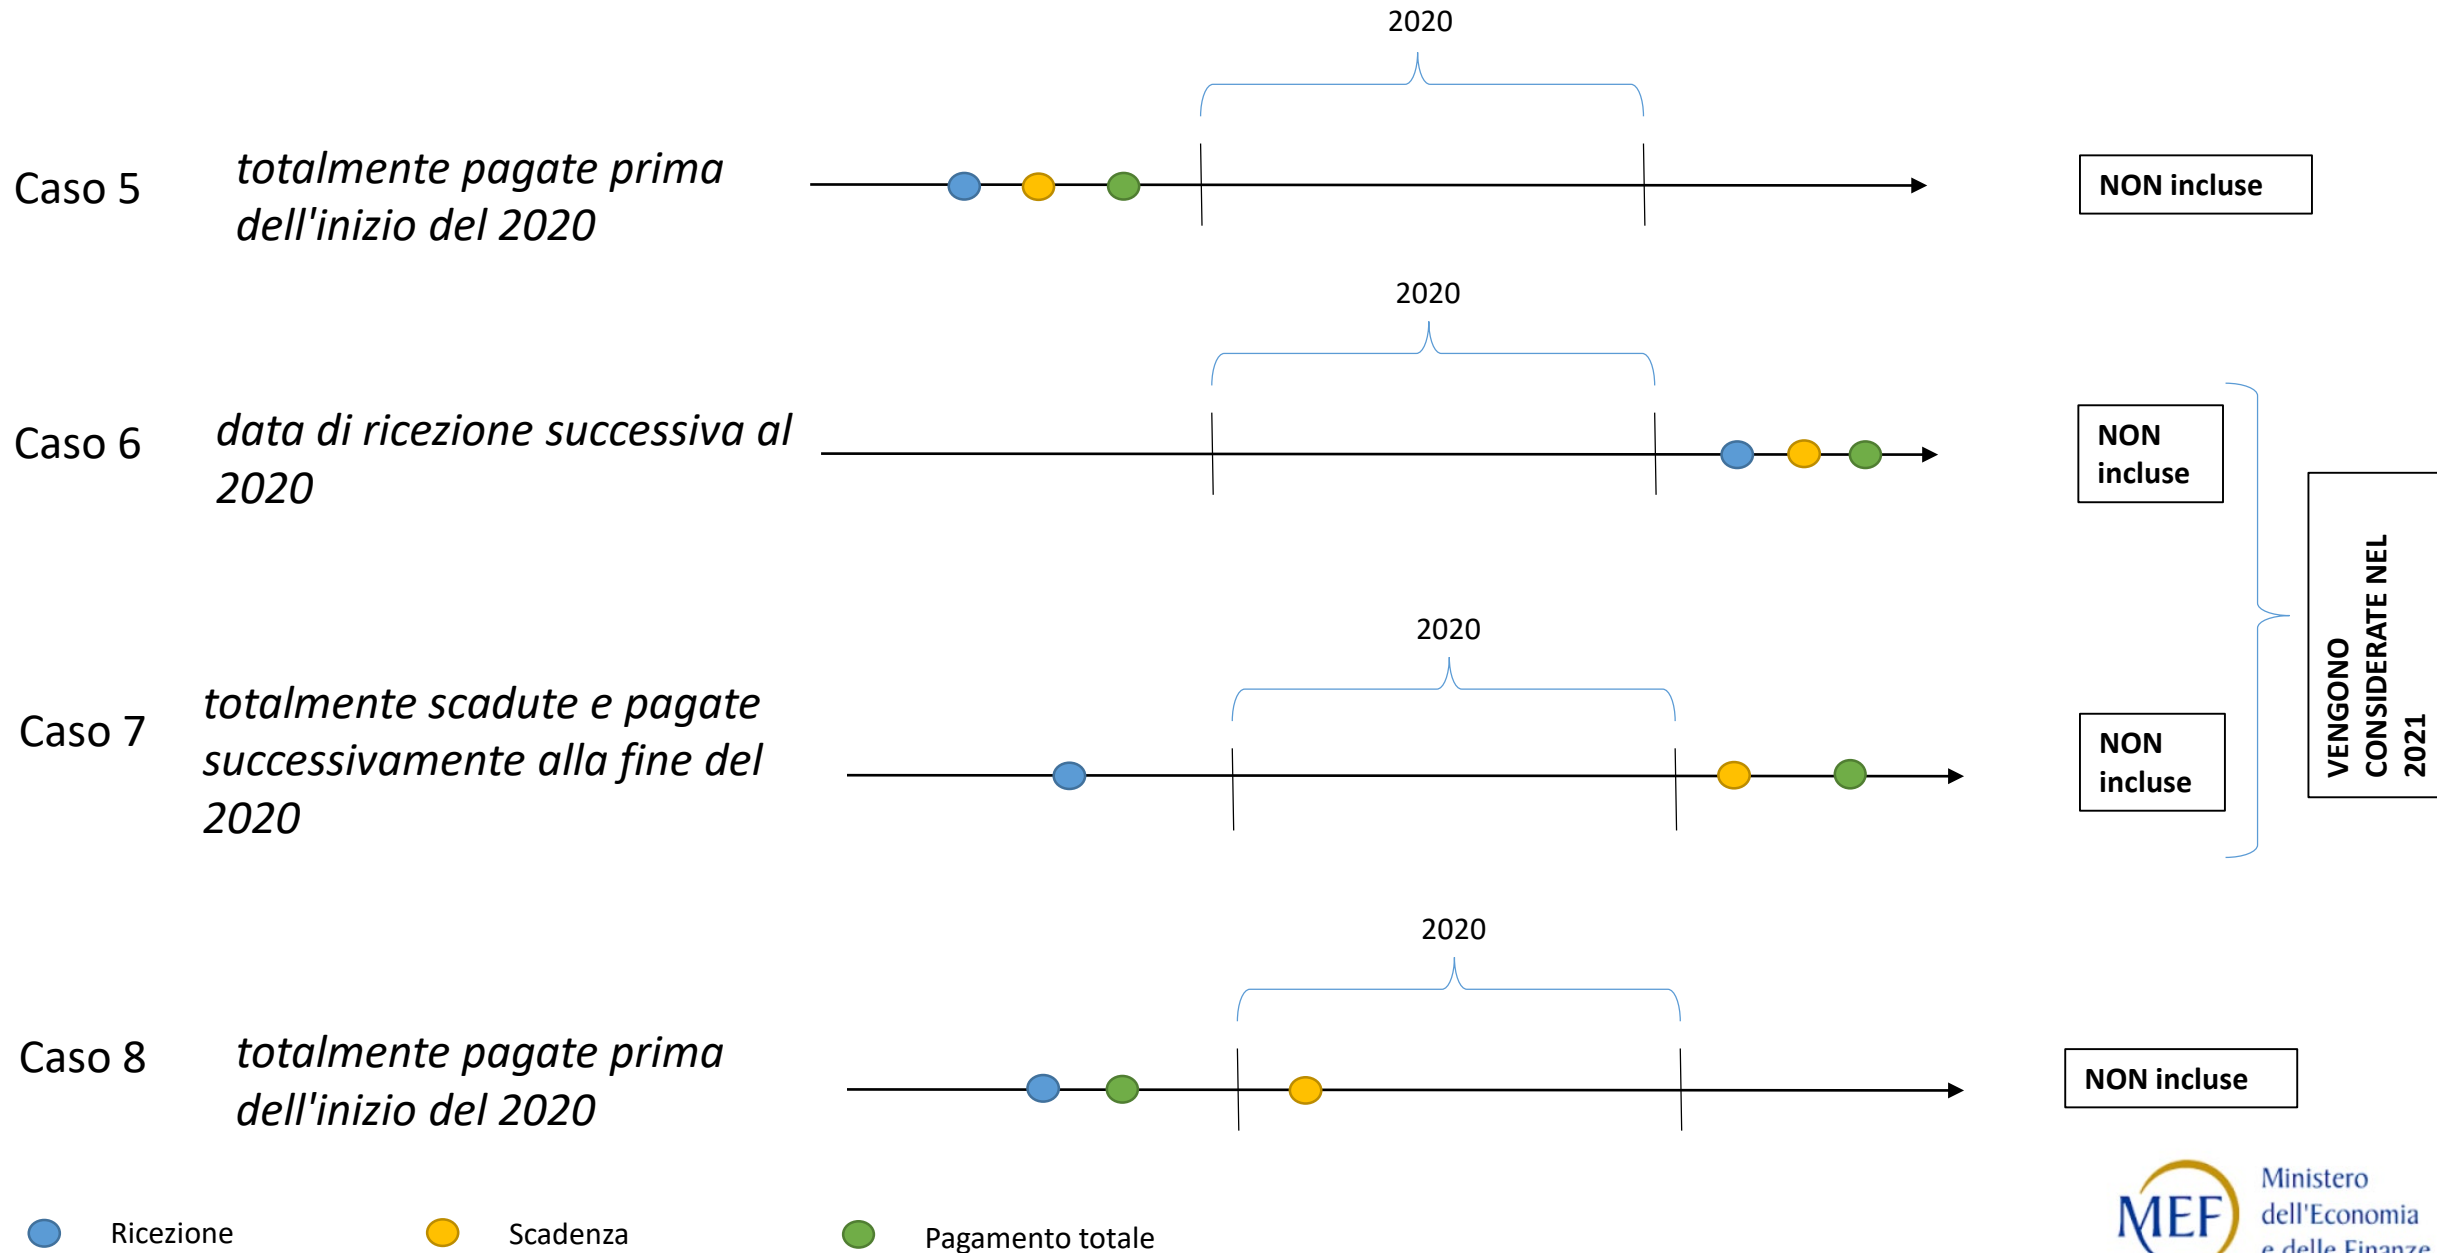 2020
Caso 5
totalmente pagate prima
dell'inizio del 2020
NON incluse
2020
Caso 6
data di ricezione successiva al
2020
NON
incluse
VENGONO
CONSIDERATE NEL
2021
2020
Caso 7
totalmente scadute e pagate
successivamente alla fine del
2020
NON
incluse
2020
Caso 8
totalmente pagate prima
dell'inizio del 2020
NON incluse
Ricezione
Scadenza
Pagamento totale
MEF
Ministero
dell'Economia
e delle Finanze